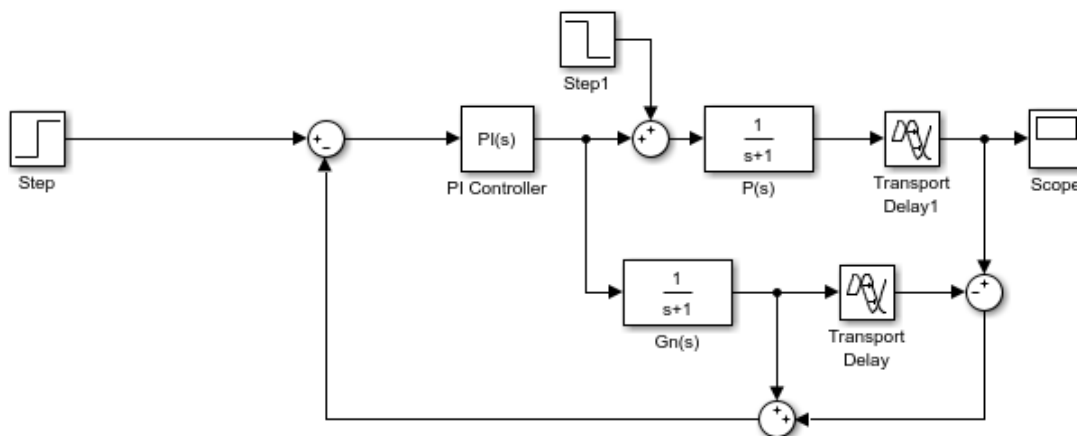 Step1
Step
+
−
PI(s)
PI Controller
+
+
1
s+1
P(s)
Transport
Delay1
Scope
1
s+1
Gn(s)
Transport
Delay
−
+
+
+